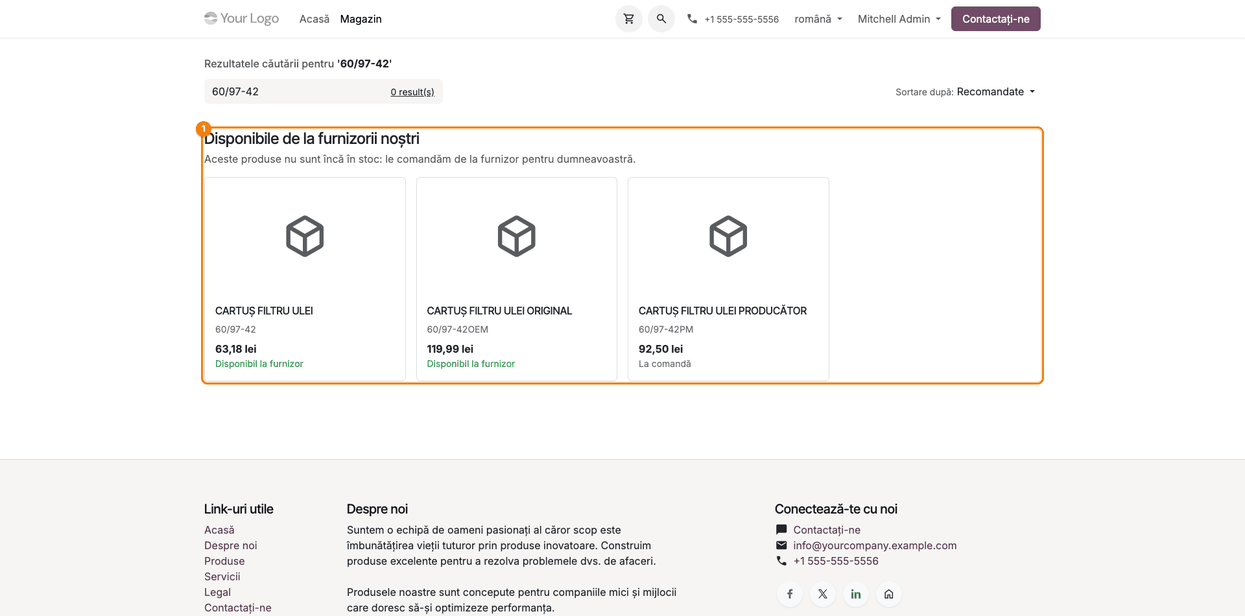 Your Logo
Acasă
Magazin
+1 555-555-5556
română
Mitchell Admin
Contactați-ne
Rezultatele căutării pentru '60/97-42'
60/97-42
0 result(s)
Sortare după: Recomandate
1
Disponibile de la furnizorii noștri
Aceste produse nu sunt încă în stoc: le comandăm de la furnizor pentru dumneavoastră.
CARTUȘ FILTRU ULEI
60/97-42
63,18 lei
Disponibil la furnizor
CARTUȘ FILTRU ULEI ORIGINAL
60/97-42OEM
119,99 lei
Disponibil la furnizor
CARTUȘ FILTRU ULEI PRODUCĂTOR
60/97-42PM
92,50 lei
La comandă
Link-uri utile
Acasă
Despre noi
Produse
Servicii
Legal
Contactați-ne
Despre noi
Suntem o echipă de oameni pasionați al căror scop este
îmbunătățirea vieții tuturor prin produse inovatoare. Construim
produse excelente pentru a rezolva problemele dvs. de afaceri.
Produsele noastre sunt concepute pentru companiile mici și mijlocii
care doresc să-și optimizeze performanța.
Conectează-te cu noi
Contactați-ne
info@yourcompany.example.com
+1 555-555-5556